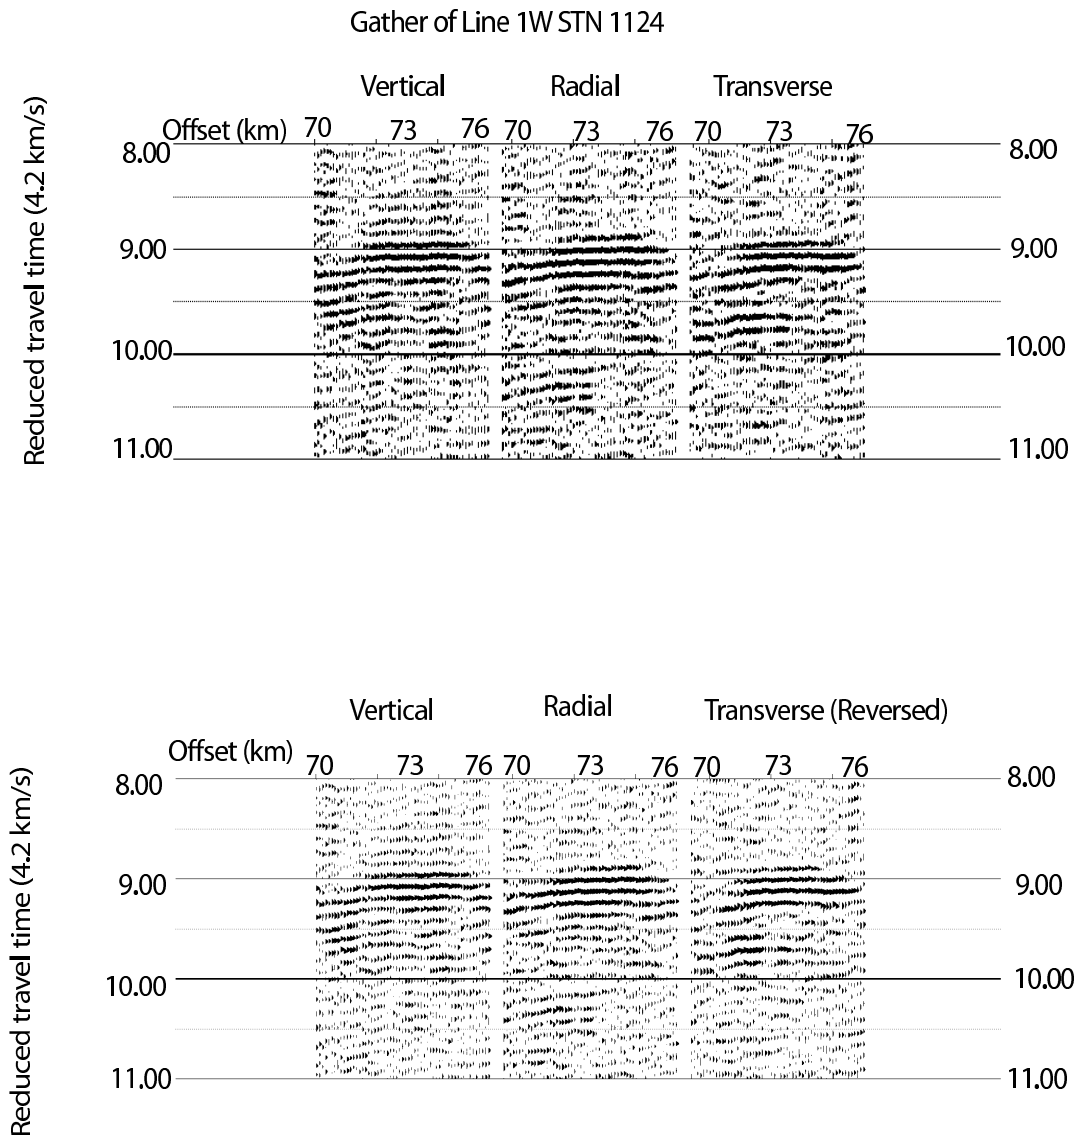 Gather of Line 1W STN 1124
Vertical Radial Transverse
Offset (km) 70 73 76 70 73 76 70 73 76
8.00 8.00
9.00 9.00
10.00 10.00
11.00 11.00
Reduced travel time (4.2 km/s)
Vertical Radial Transverse (Reversed)
Offset (km) 70 73 76 70 73 76 70 73 76
8.00 8.00
9.00 9.00
10.00 10.00
11.00 11.00
Reduced travel time (4.2 km/s)